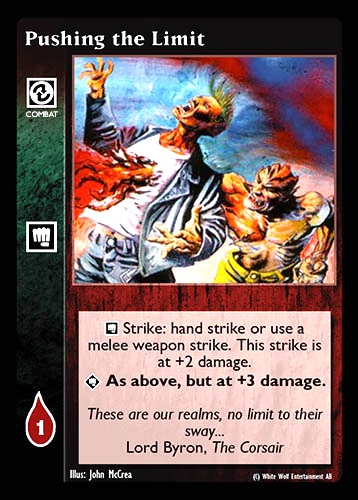 Pushing the Limit
COMBAT
Strike: hand strike or use a
melee weapon strike. This strike is
at +2 damage.
As above, but at +3 damage.
These are our realms, no limit to their
sway...
Lord Byron, The Corsair
1
Illus: John McCrea
(C) White Wolf Entertainment AB